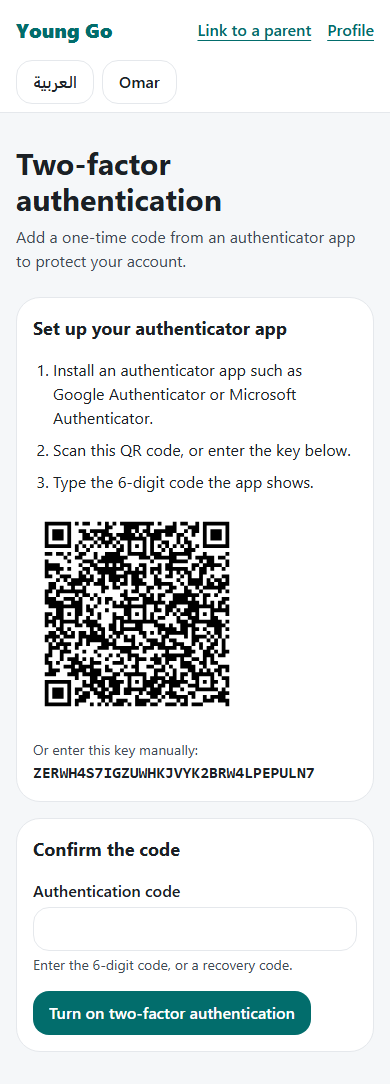 Young Go
Link to a parent
Profile
العربية
Omar
Two-factor
authentication
Add a one-time code from an authenticator app
to protect your account.
Set up your authenticator app
1. Install an authenticator app such as
Google Authenticator or Microsoft
Authenticator.
2. Scan this QR code, or enter the key below.
3. Type the 6-digit code the app shows.
Or enter this key manually:
ZERWH4S7IGZUWHKJVYK2BRW4LPEPULN7
Confirm the code
Authentication code
Enter the 6-digit code, or a recovery code.
Turn on two-factor authentication